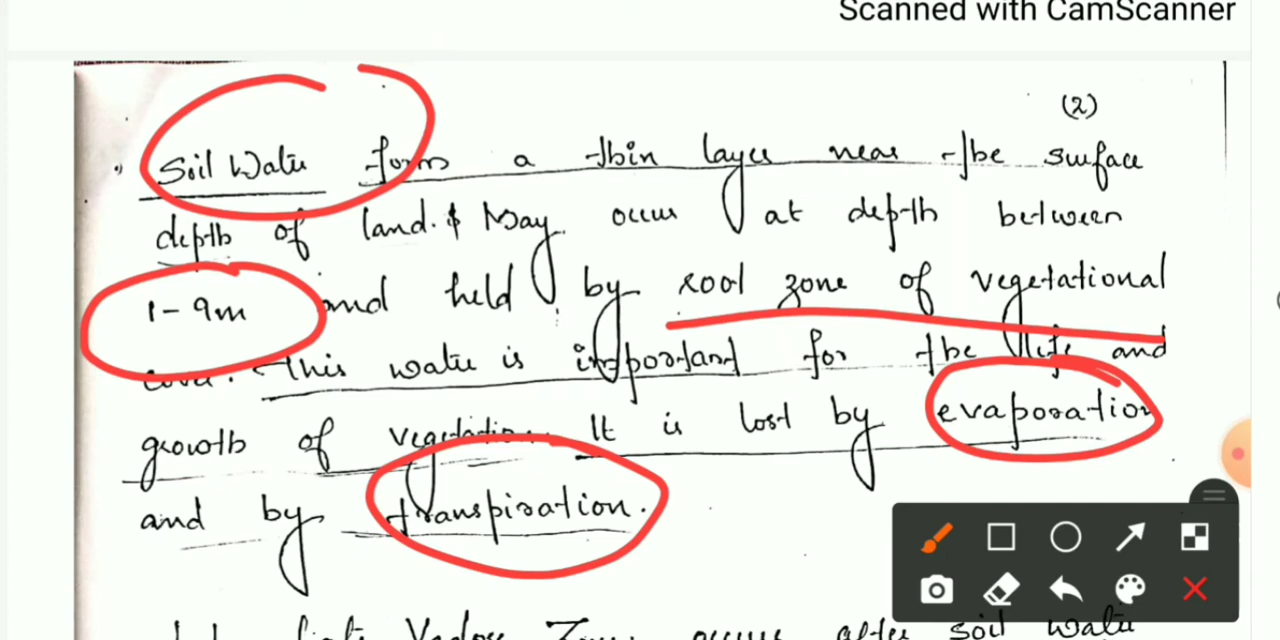 Scanned with CamScanner
(2)
Soil Water forms a thin layer near the surface
depth of land. & May occur at depth between
1-9m and held by root zone of vegetational
cover. This water is important for the life and
growth of vegetation. It is lost by evaporation
and by transpiration.
Vadose Zone occurs after soil water